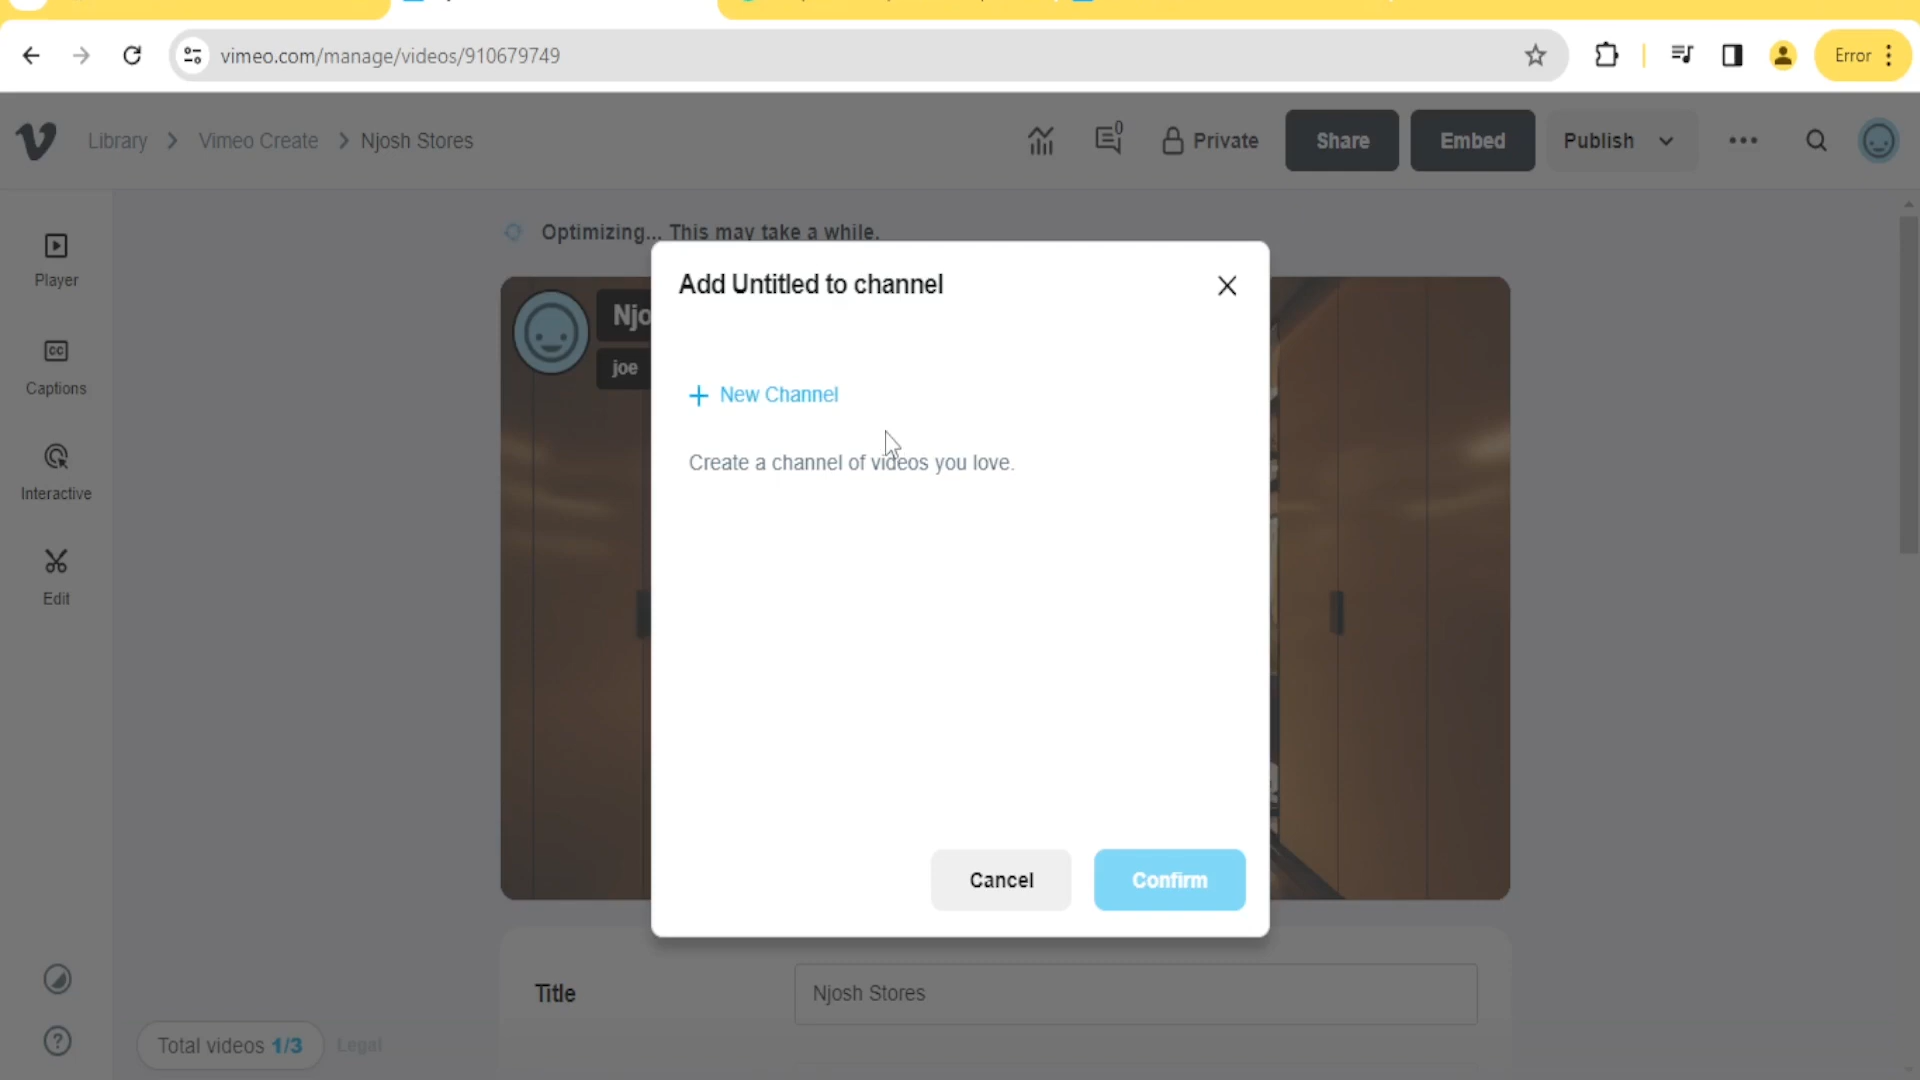 vimeo.com/manage/videos/910679749
Error
Library > Vimeo Create > Njosh Stores
0
Private
Share
Embed
Publish
Player
Captions
Interactive
Edit
Optimizing... This may take a while.
Njo
joe
Add Untitled to channel
+ New Channel
Create a channel of videos you love.
Cancel
Confirm
Title
Njosh Stores
Total videos 1/3
Legal